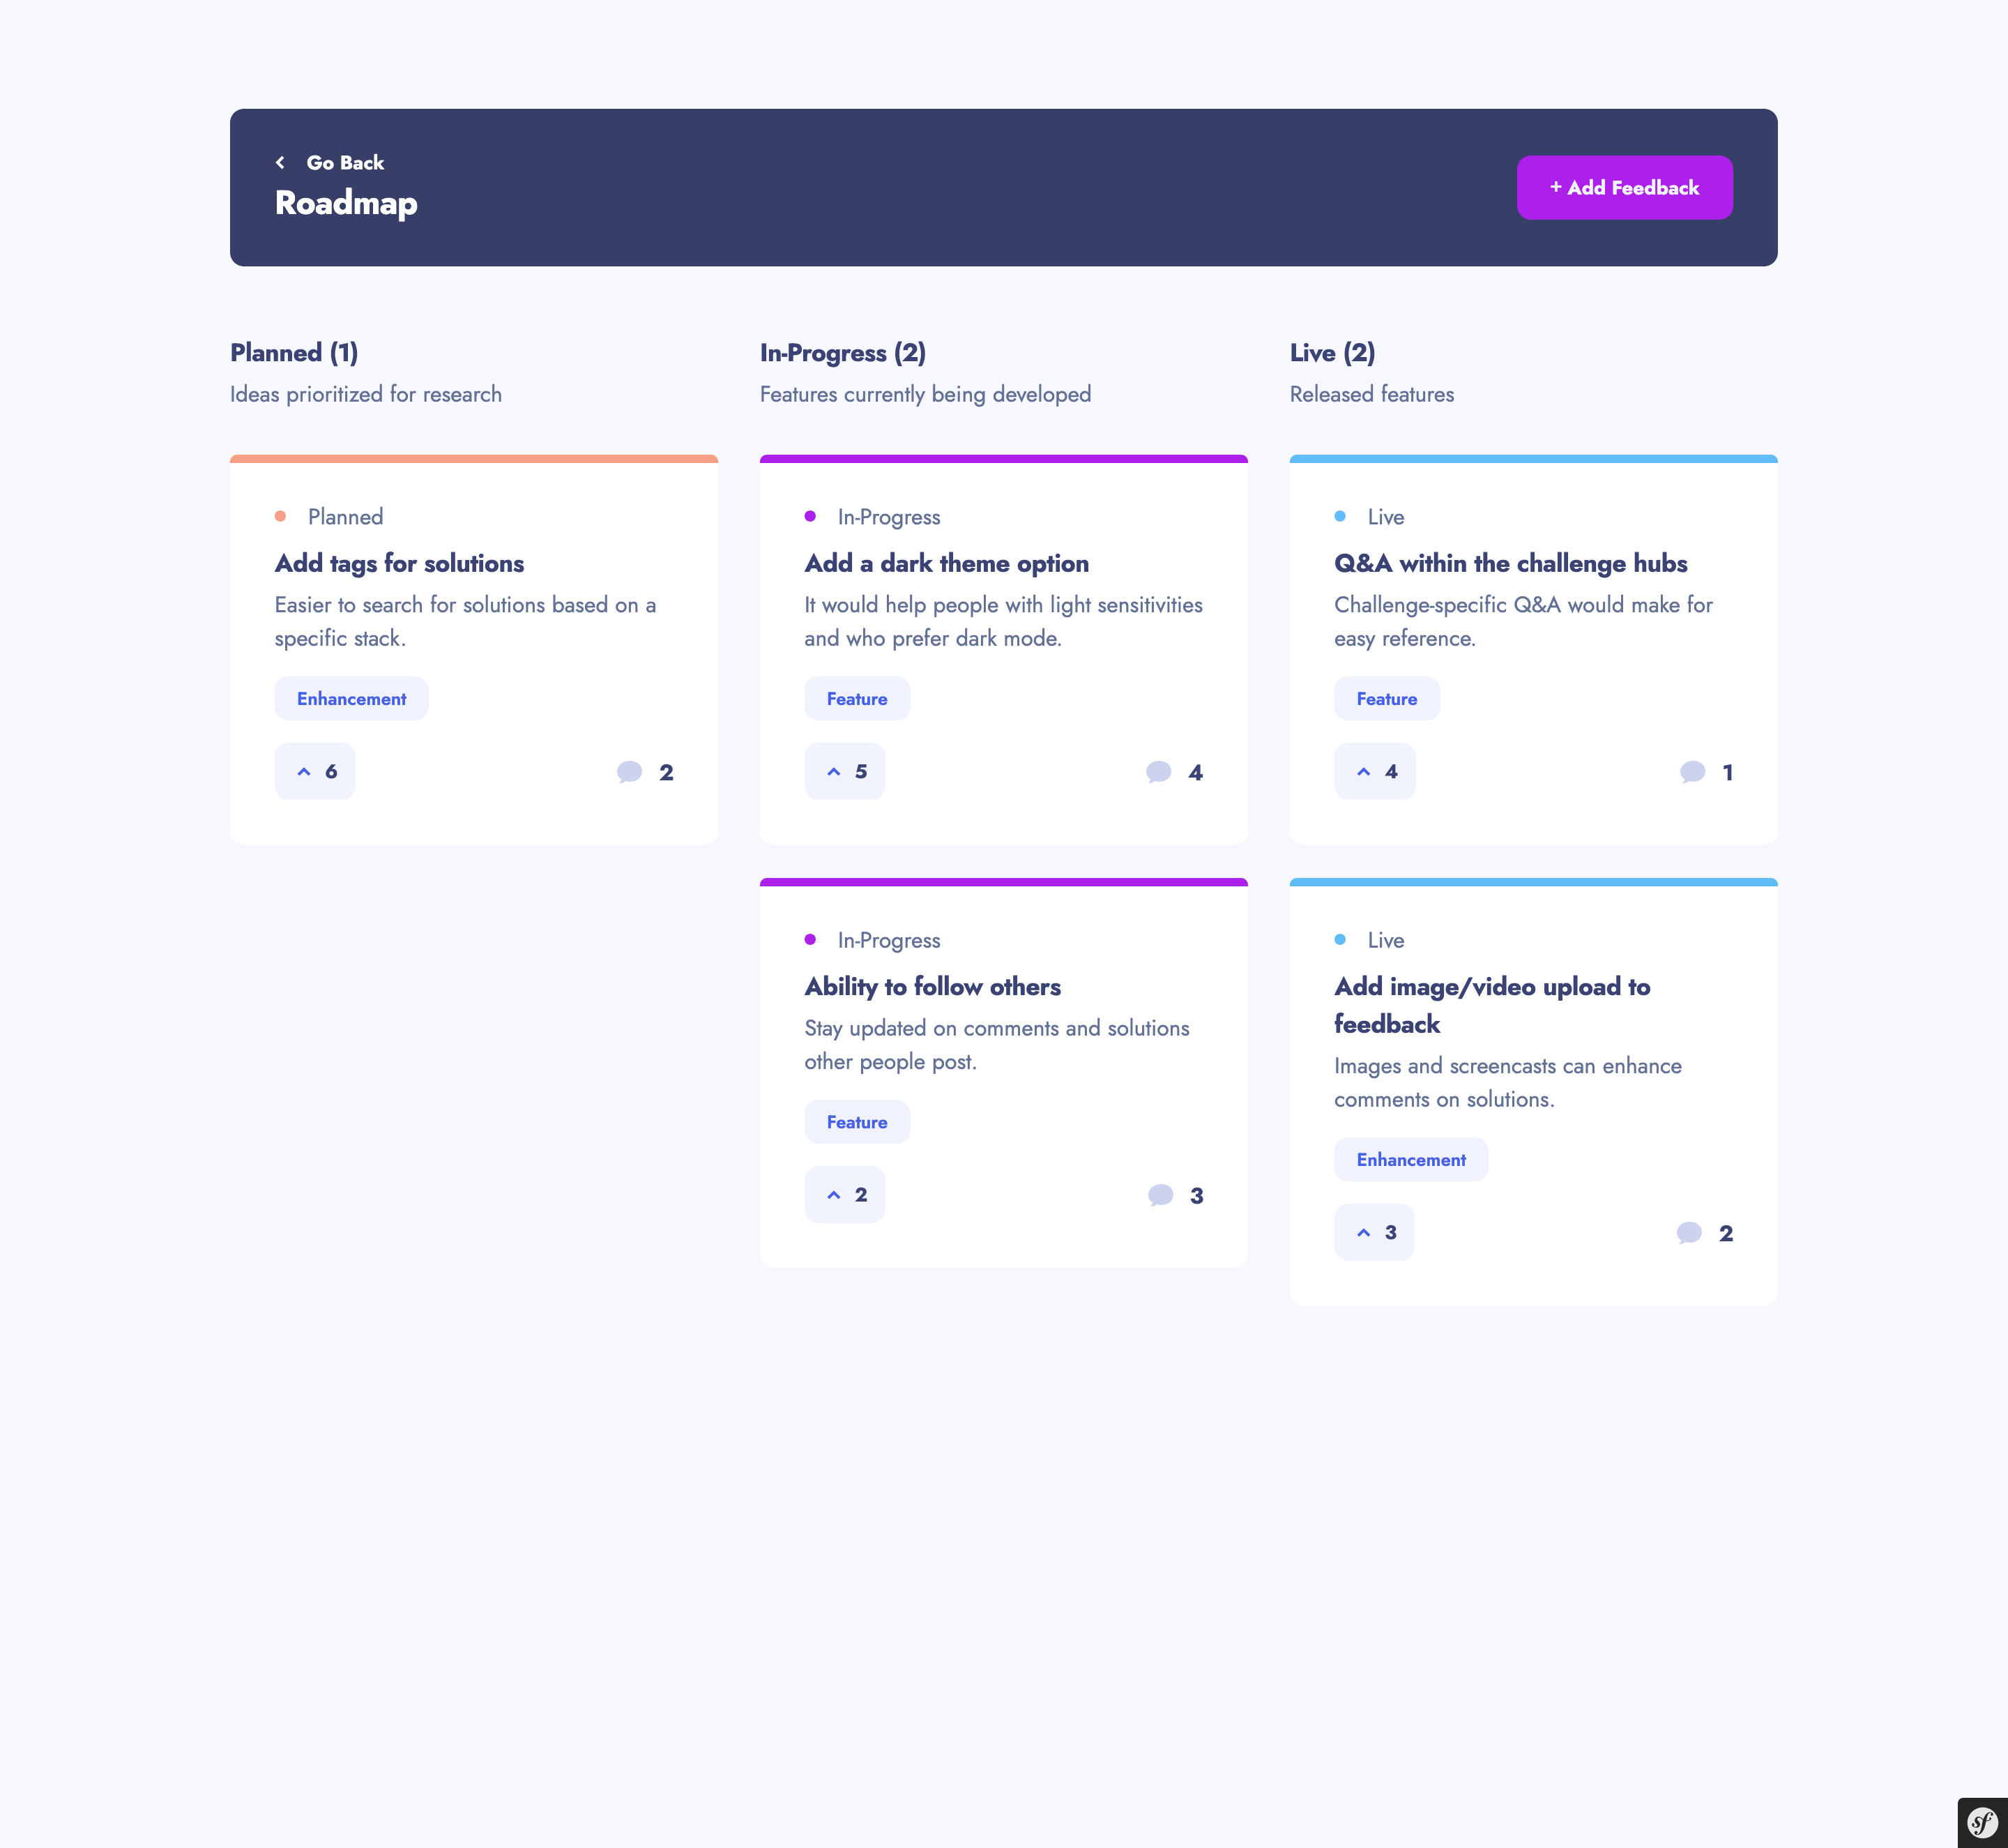 Go Back
Roadmap
+ Add Feedback
Planned (1)
Ideas prioritized for research
Planned
Add tags for solutions
Easier to search for solutions based on a
specific stack.
Enhancement
6
2
In-Progress (2)
Features currently being developed
In-Progress
Add a dark theme option
It would help people with light sensitivities
and who prefer dark mode.
Feature
5
4
In-Progress
Ability to follow others
Stay updated on comments and solutions
other people post.
Feature
2
3
Live (2)
Released features
Live
Q&A within the challenge hubs
Challenge-specific Q&A would make for
easy reference.
Feature
4
1
Live
Add image/video upload to
feedback
Images and screencasts can enhance
comments on solutions.
Enhancement
3
2
sf